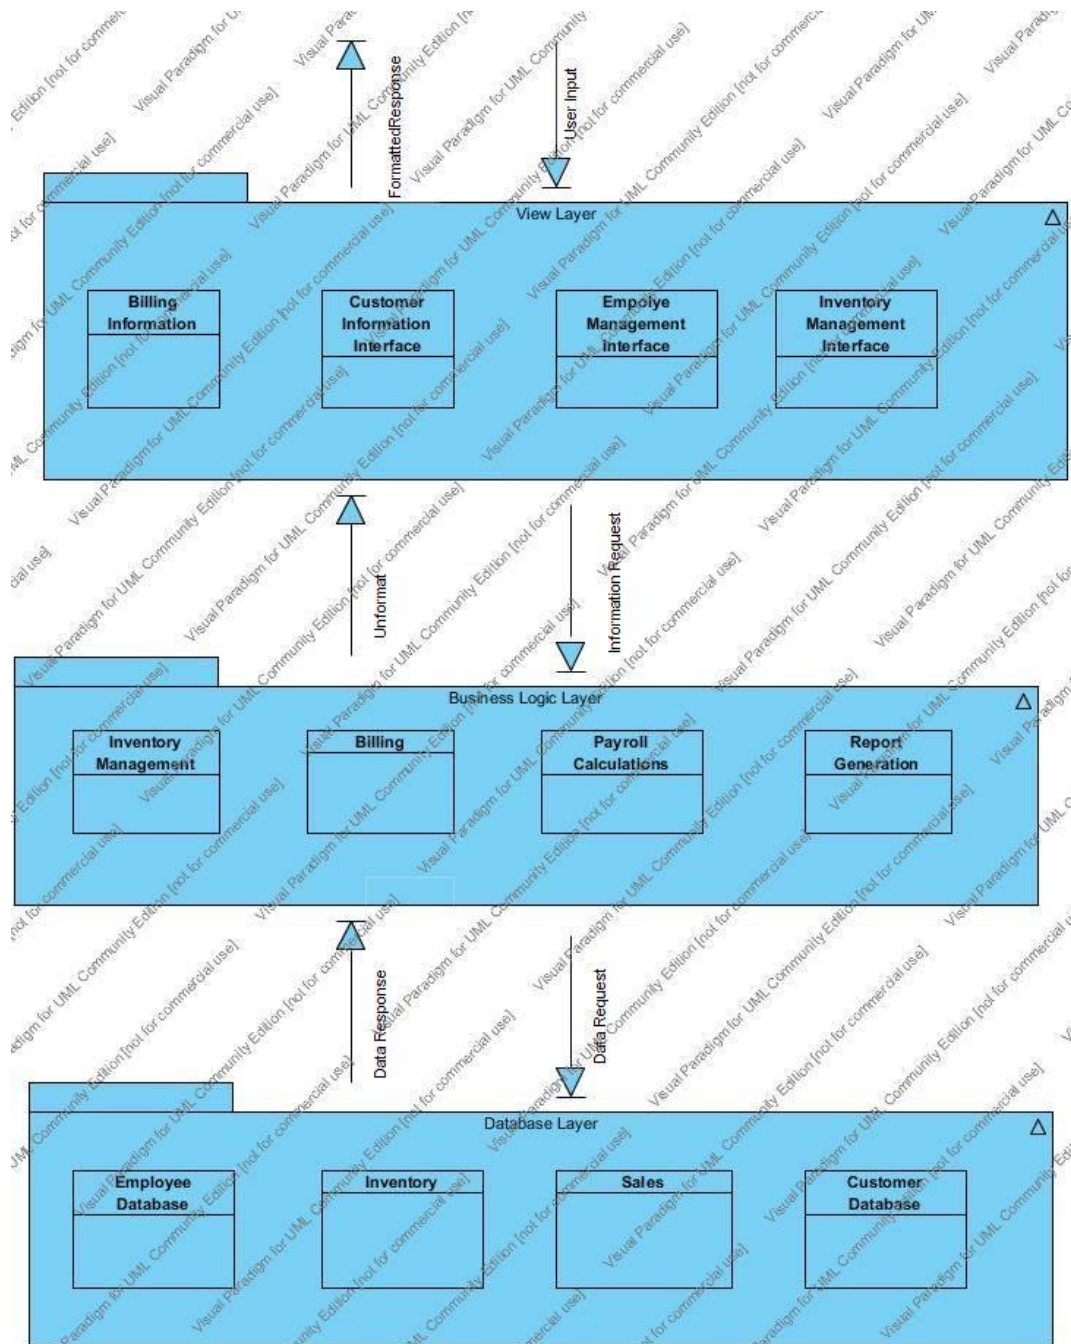 FormattedResponse
User Input
View Layer
Billing
Information
Customer
Information
Interface
Empolye
Management
Interface
Inventory
Management
Interface
Unformat
Information Request
Business Logic Layer
Inventory
Management
Billing
Payroll
Calculations
Report
Generation
Data Response
Data Request
Database Layer
Employee
Database
Inventory
Sales
Customer
Database
Visual Paradigm for UML Community Edition [not for commercial use]